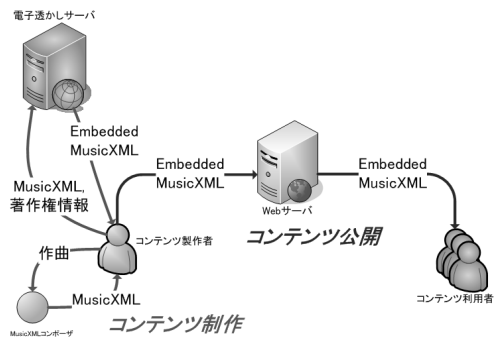 電子透かしサーバ
Embedded
MusicXML
MusicXML,
著作権情報
Embedded
MusicXML
Embedded
MusicXML
Webサーバ
コンテンツ製作者
コンテンツ公開
作曲
MusicXML
コンテンツ利用者
MusicXMLコンポーザ
コンテンツ制作